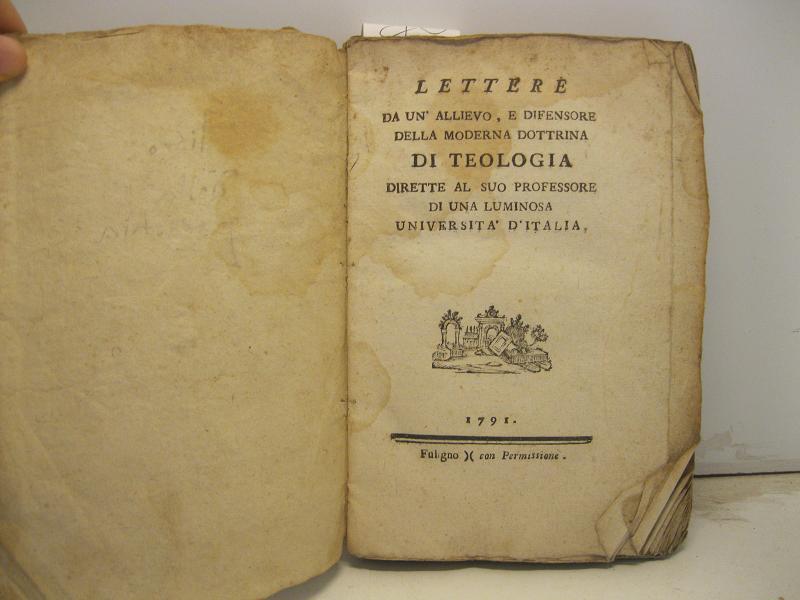 LETTERE
DA UN' ALLIEVO, E DIFENSORE
DELLA MODERNA DOTTRINA
DI TEOLOGIA
DIRETTE AL SUO PROFESSORE
DI UNA LUMINOSA
UNIVERSITA' D'ITALIA.
1791.
Fuligno )( con Permissione.